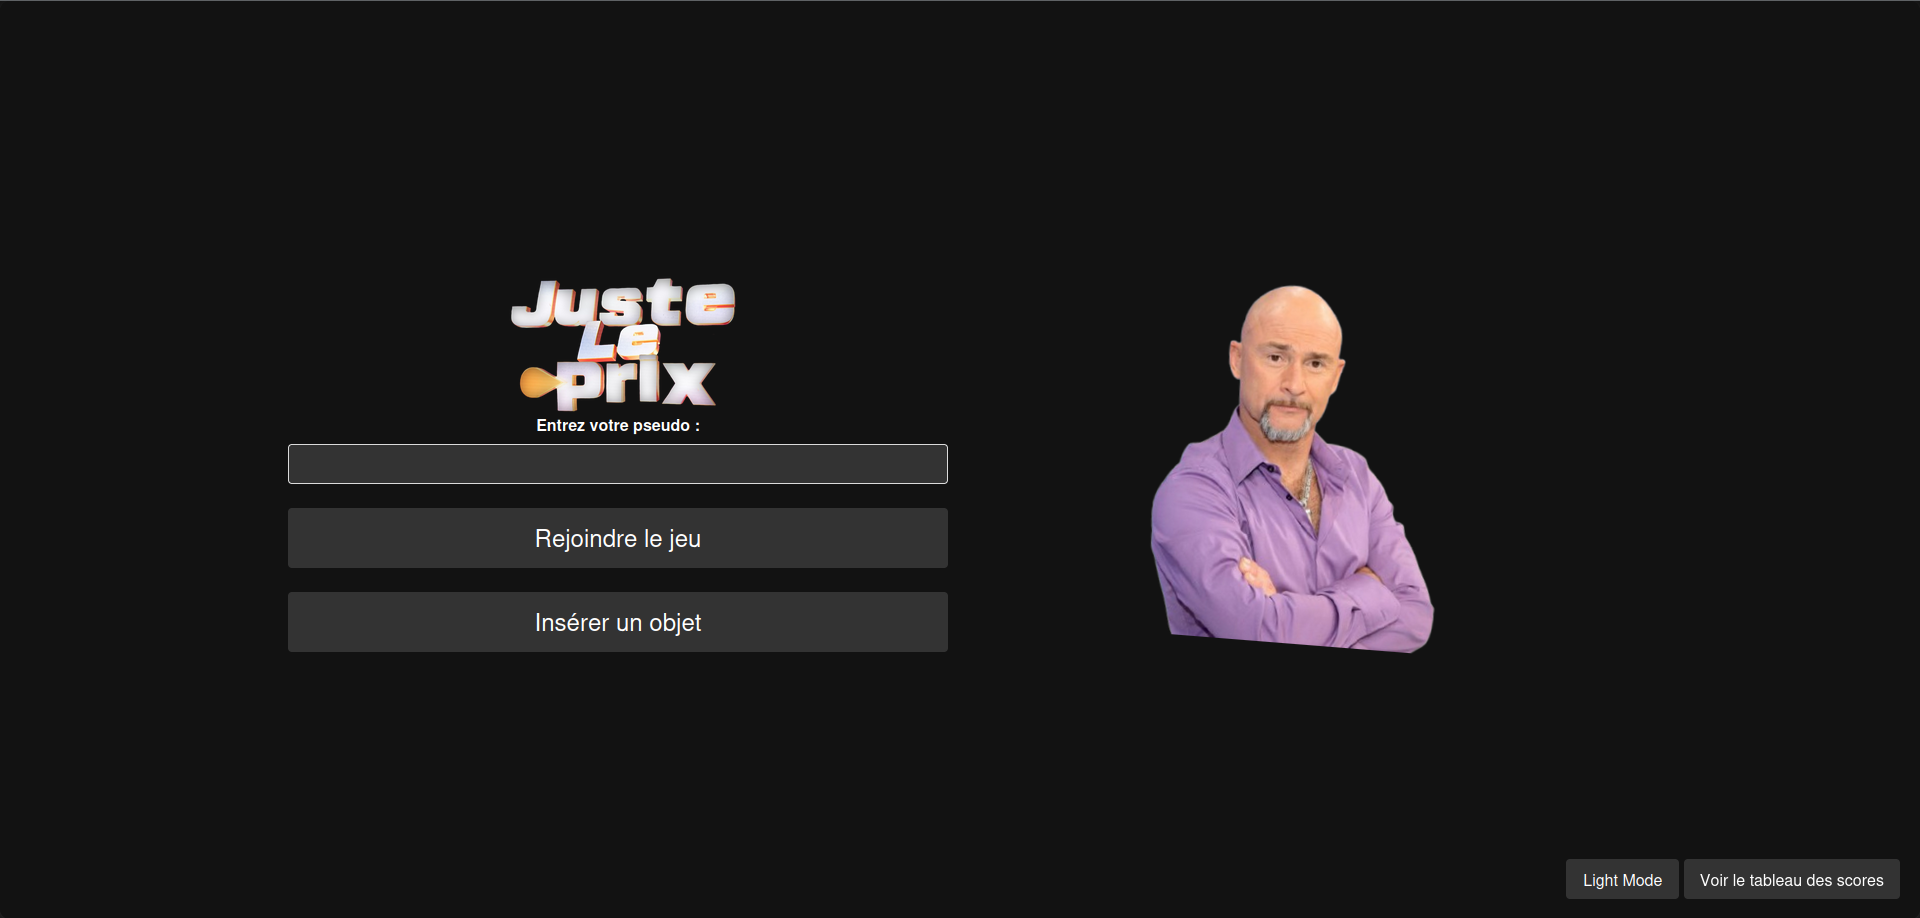 Juste
Le
prix
Entrez votre pseudo :
Rejoindre le jeu
Insérer un objet
Light Mode
Voir le tableau des scores